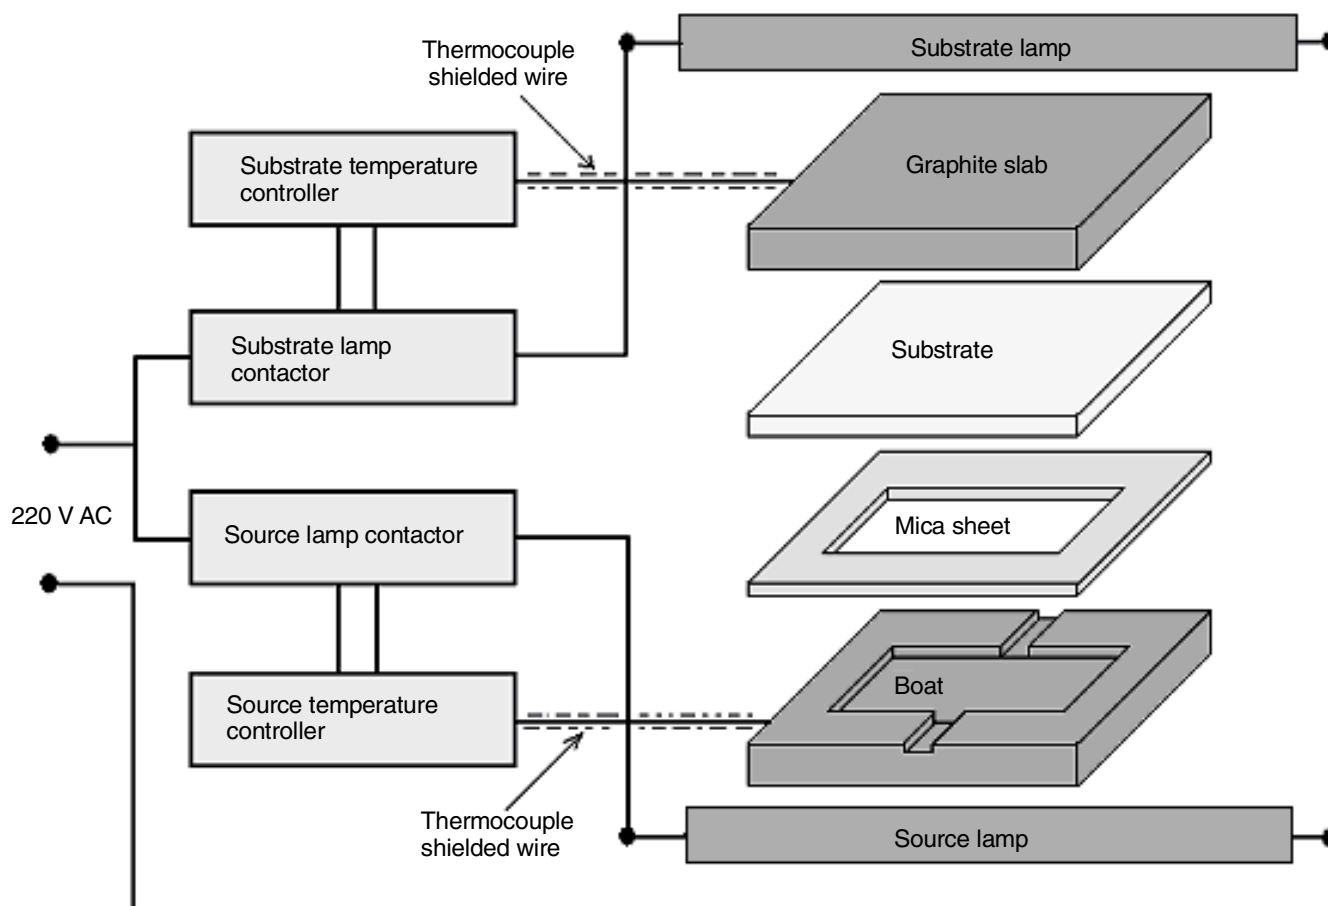 Thermocouple
shielded wire
Substrate lamp
Substrate temperature
controller
Graphite slab
Substrate lamp
contactor
Substrate
220 V AC
Source lamp contactor
Mica sheet
Source temperature
controller
Boat
Thermocouple
shielded wire
Source lamp